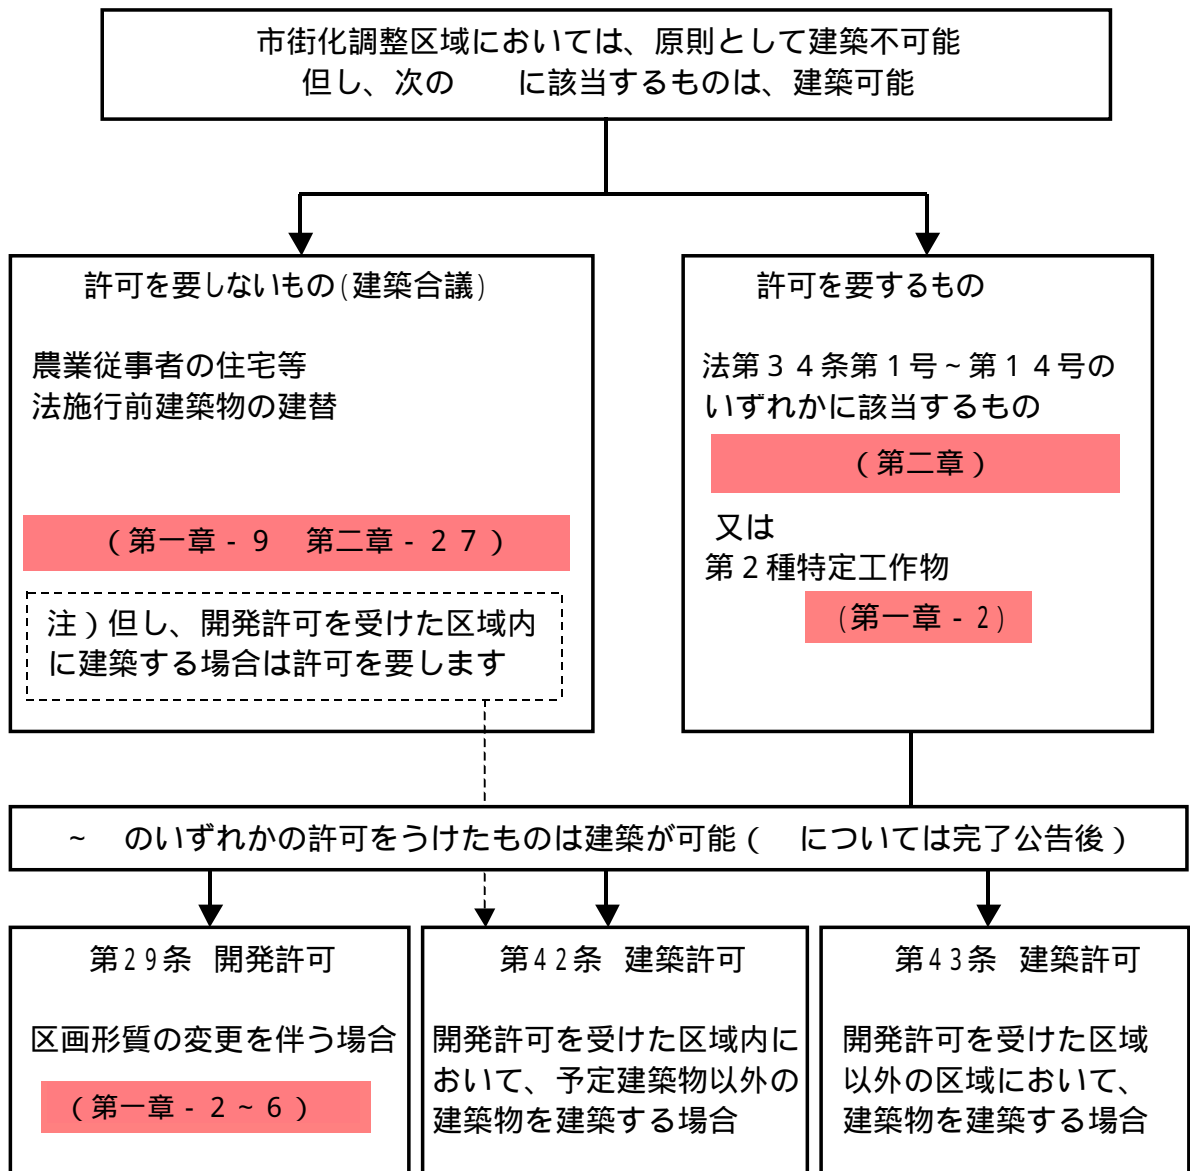 市街化調整区域においては、原則として建築不可能
但し、次の　　に該当するものは、建築可能
許可を要しないもの(建築合議)
農業従事者の住宅等
法施行前建築物の建替
（第一章‐９　第二章‐２７）
注）但し、開発許可を受けた区域内
に建築する場合は許可を要します
許可を要するもの
法第３４条第１号~第１４号の
いずれかに該当するもの
（第二章）
又は
第２種特定工作物
(第一章‐２)
~　のいずれかの許可をうけたものは建築が可能（　については完了公告後）
第２９条 開発許可
区画形質の変更を伴う場合
（第一章‐２~６）
第４２条 建築許可
開発許可を受けた区域内に
おいて、予定建築物以外の
建築物を建築する場合
第４３条 建築許可
開発許可を受けた区域
以外の区域において、
建築物を建築する場合